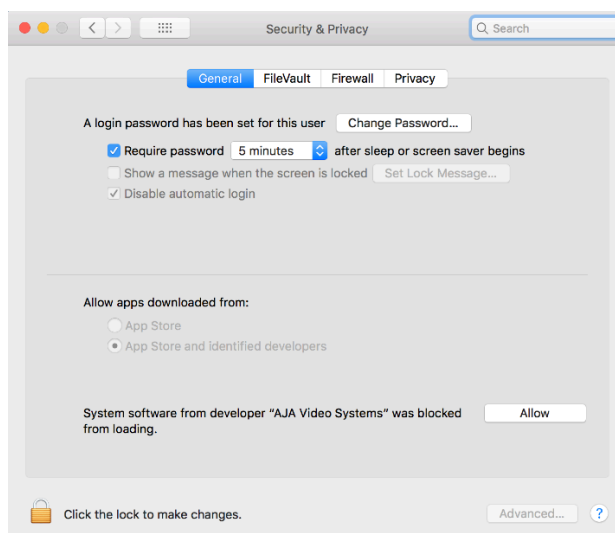 Security & Privacy
Search
General
FileVault
Firewall
Privacy
A login password has been set for this user
Change Password...
Require password
5 minutes
after sleep or screen saver begins
Show a message when the screen is locked
Set Lock Message...
Disable automatic login
Allow apps downloaded from:
App Store
App Store and identified developers
System software from developer “AJA Video Systems” was blocked
from loading.
Allow
Click the lock to make changes.
Advanced...
?